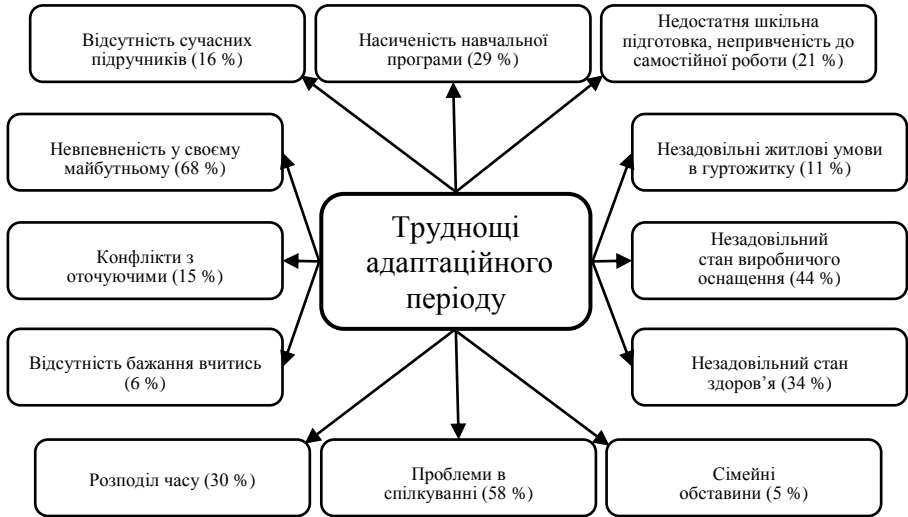 Відсутність сучасних
підручників (16 %)
Насиченість навчальної
програми (29 %)
Недостатня шкільна
підготовка, непривченість до
самостійної роботи (21 %)
Невпевненість у своєму
майбутньому (68 %)
Незадовільні житлові умови
в гуртожитку (11 %)
Труднощі
адаптаційного
періоду
Конфлікти з
оточуючими (15 %)
Незадовільний
стан виробничого
оснащення (44 %)
Відсутність бажання вчитись
(6 %)
Незадовільний стан
здоров’я (34 %)
Розподіл часу (30 %)
Проблеми в
спілкуванні (58 %)
Сімейні
обставини (5 %)